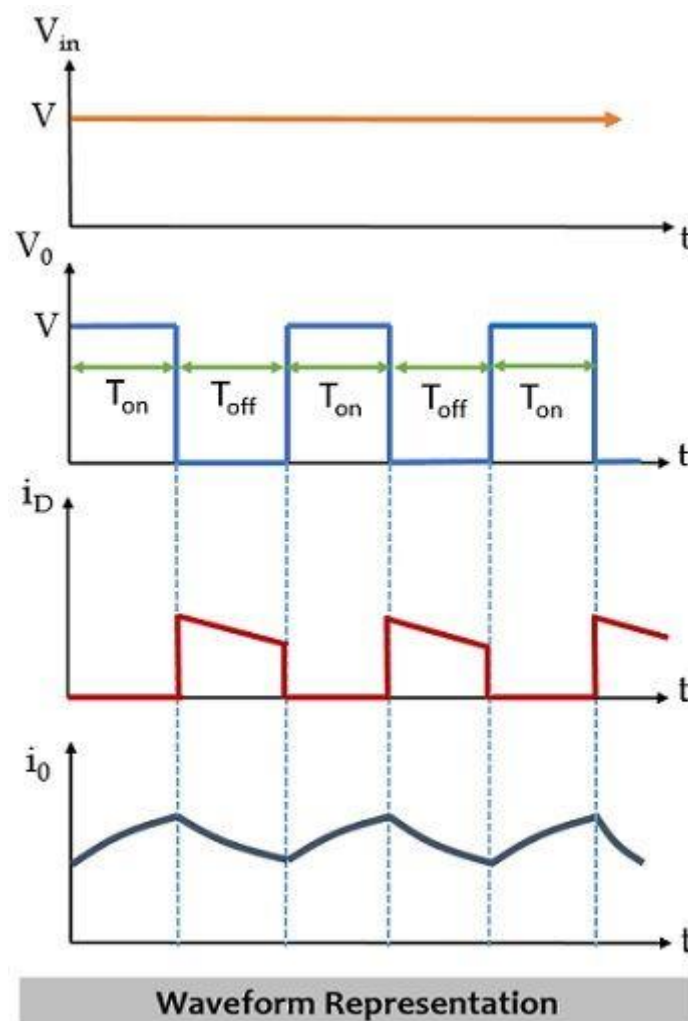 Vin
V
t
V0
V
Ton Toff Ton Toff Ton
t
iD
t
i0
t
Waveform Representation